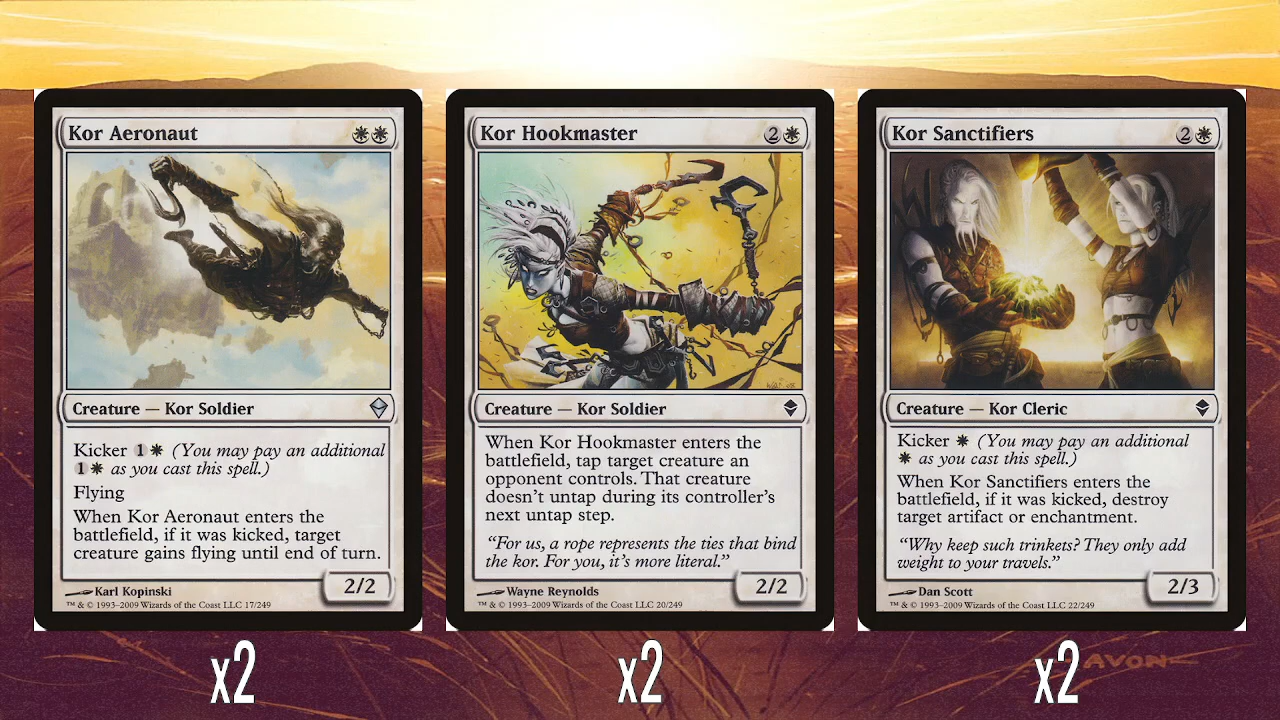 Kor Aeronaut
Creature — Kor Soldier
Kicker 1 (You may pay an additional
1 as you cast this spell.)
Flying
When Kor Aeronaut enters the
battlefield, if it was kicked, target
creature gains flying until end of turn.
2/2
Karl Kopinski
™ & © 1993–2009 Wizards of the Coast LLC 17/249
x2
Kor Hookmaster
2
Creature — Kor Soldier
When Kor Hookmaster enters the
battlefield, tap target creature an
opponent controls. That creature
doesn't untap during its controller's
next untap step.
"For us, a rope represents the ties that bind
the kor. For you, it's more literal."
2/2
Wayne Reynolds
™ & © 1993–2009 Wizards of the Coast LLC 20/249
x2
Kor Sanctifiers
2
Creature — Kor Cleric
Kicker (You may pay an additional
as you cast this spell.)
When Kor Sanctifiers enters the
battlefield, if it was kicked, destroy
target artifact or enchantment.
"Why keep such trinkets? They only add
weight to your travels."
2/3
Dan Scott
™ & © 1993–2009 Wizards of the Coast LLC 22/249
x2
AVON